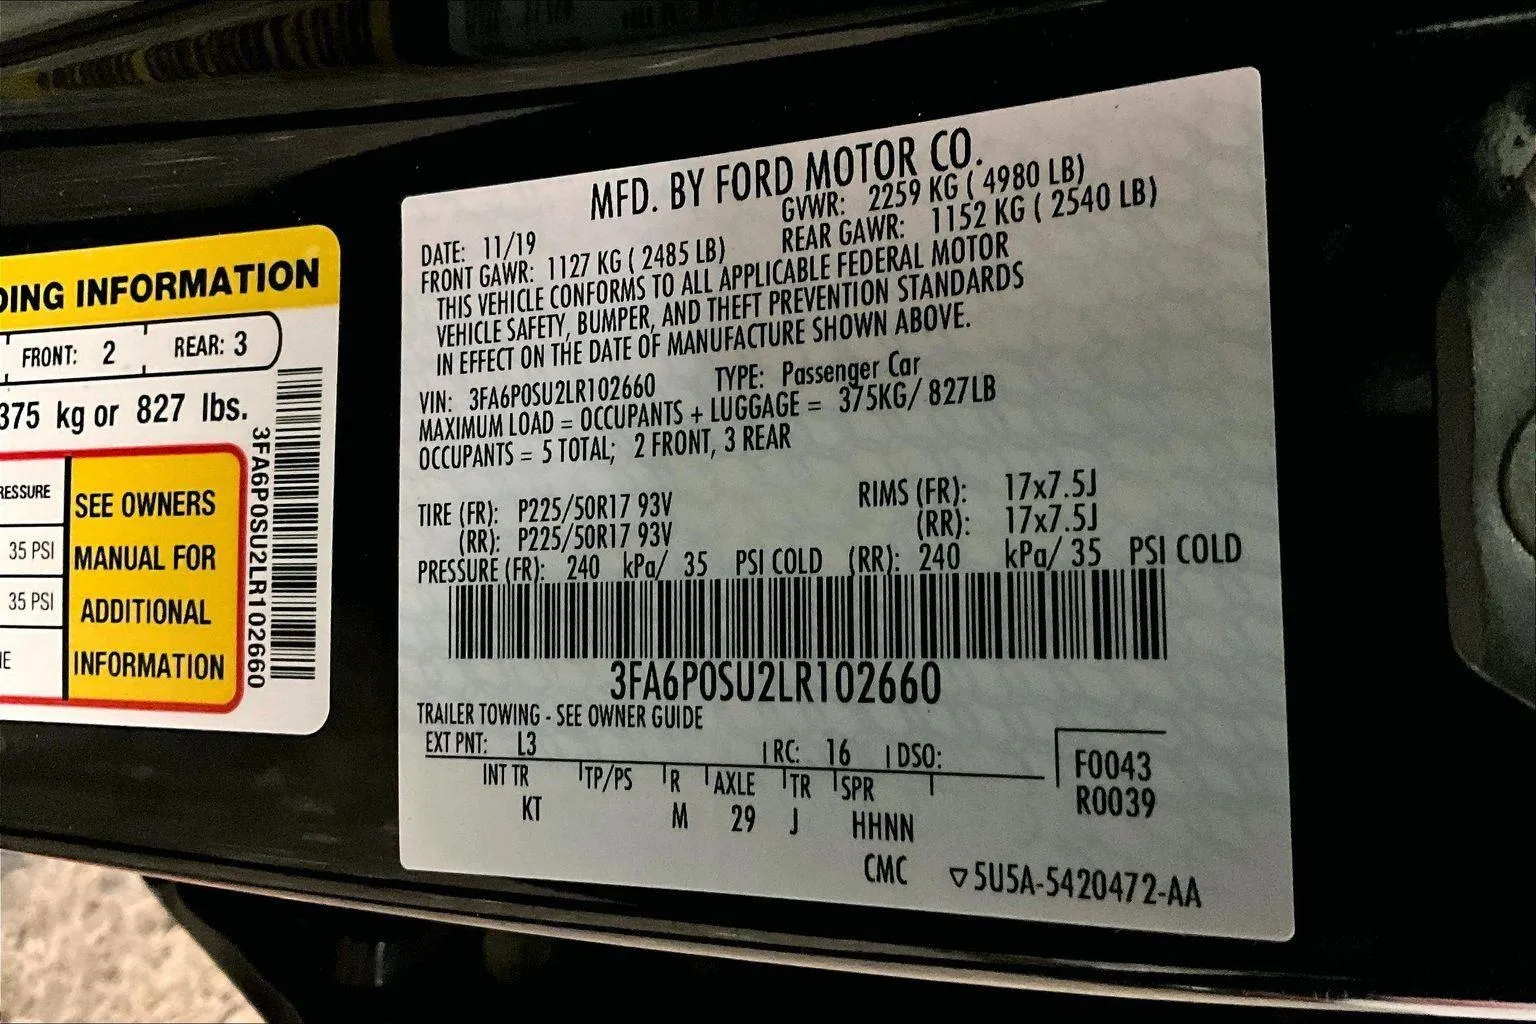 DING INFORMATION
FRONT: 2 REAR: 3
375 kg or 827 lbs.
RESSURE
35 PSI
35 PSI
SEE OWNERS
MANUAL FOR
ADDITIONAL
INFORMATION
3FA6P0SU2LR102660
MFD. BY FORD MOTOR CO.
DATE: 11/19 GVWR: 2259 KG ( 4980 LB)
FRONT GAWR: 1127 KG ( 2485 LB) REAR GAWR: 1152 KG ( 2540 LB)
THIS VEHICLE CONFORMS TO ALL APPLICABLE FEDERAL MOTOR
VEHICLE SAFETY, BUMPER, AND THEFT PREVENTION STANDARDS
IN EFFECT ON THE DATE OF MANUFACTURE SHOWN ABOVE.
VIN: 3FA6P0SU2LR102660 TYPE: Passenger Car
MAXIMUM LOAD = OCCUPANTS + LUGGAGE = 375KG/ 827LB
OCCUPANTS = 5 TOTAL; 2 FRONT, 3 REAR
TIRE (FR): P225/50R17 93V RIMS (FR): 17x7.5J
(RR): P225/50R17 93V (RR): 17x7.5J
PRESSURE (FR): 240 kPa/ 35 PSI COLD (RR): 240 kPa/ 35 PSI COLD
3FA6P0SU2LR102660
TRAILER TOWING - SEE OWNER GUIDE
EXT PNT: L3 RC: 16 DSO:
INT TR TP/PS R AXLE TR SPR
KT M 29 J HHNN
F0043
R0039
CMC ▽5U5A-5420472-AA